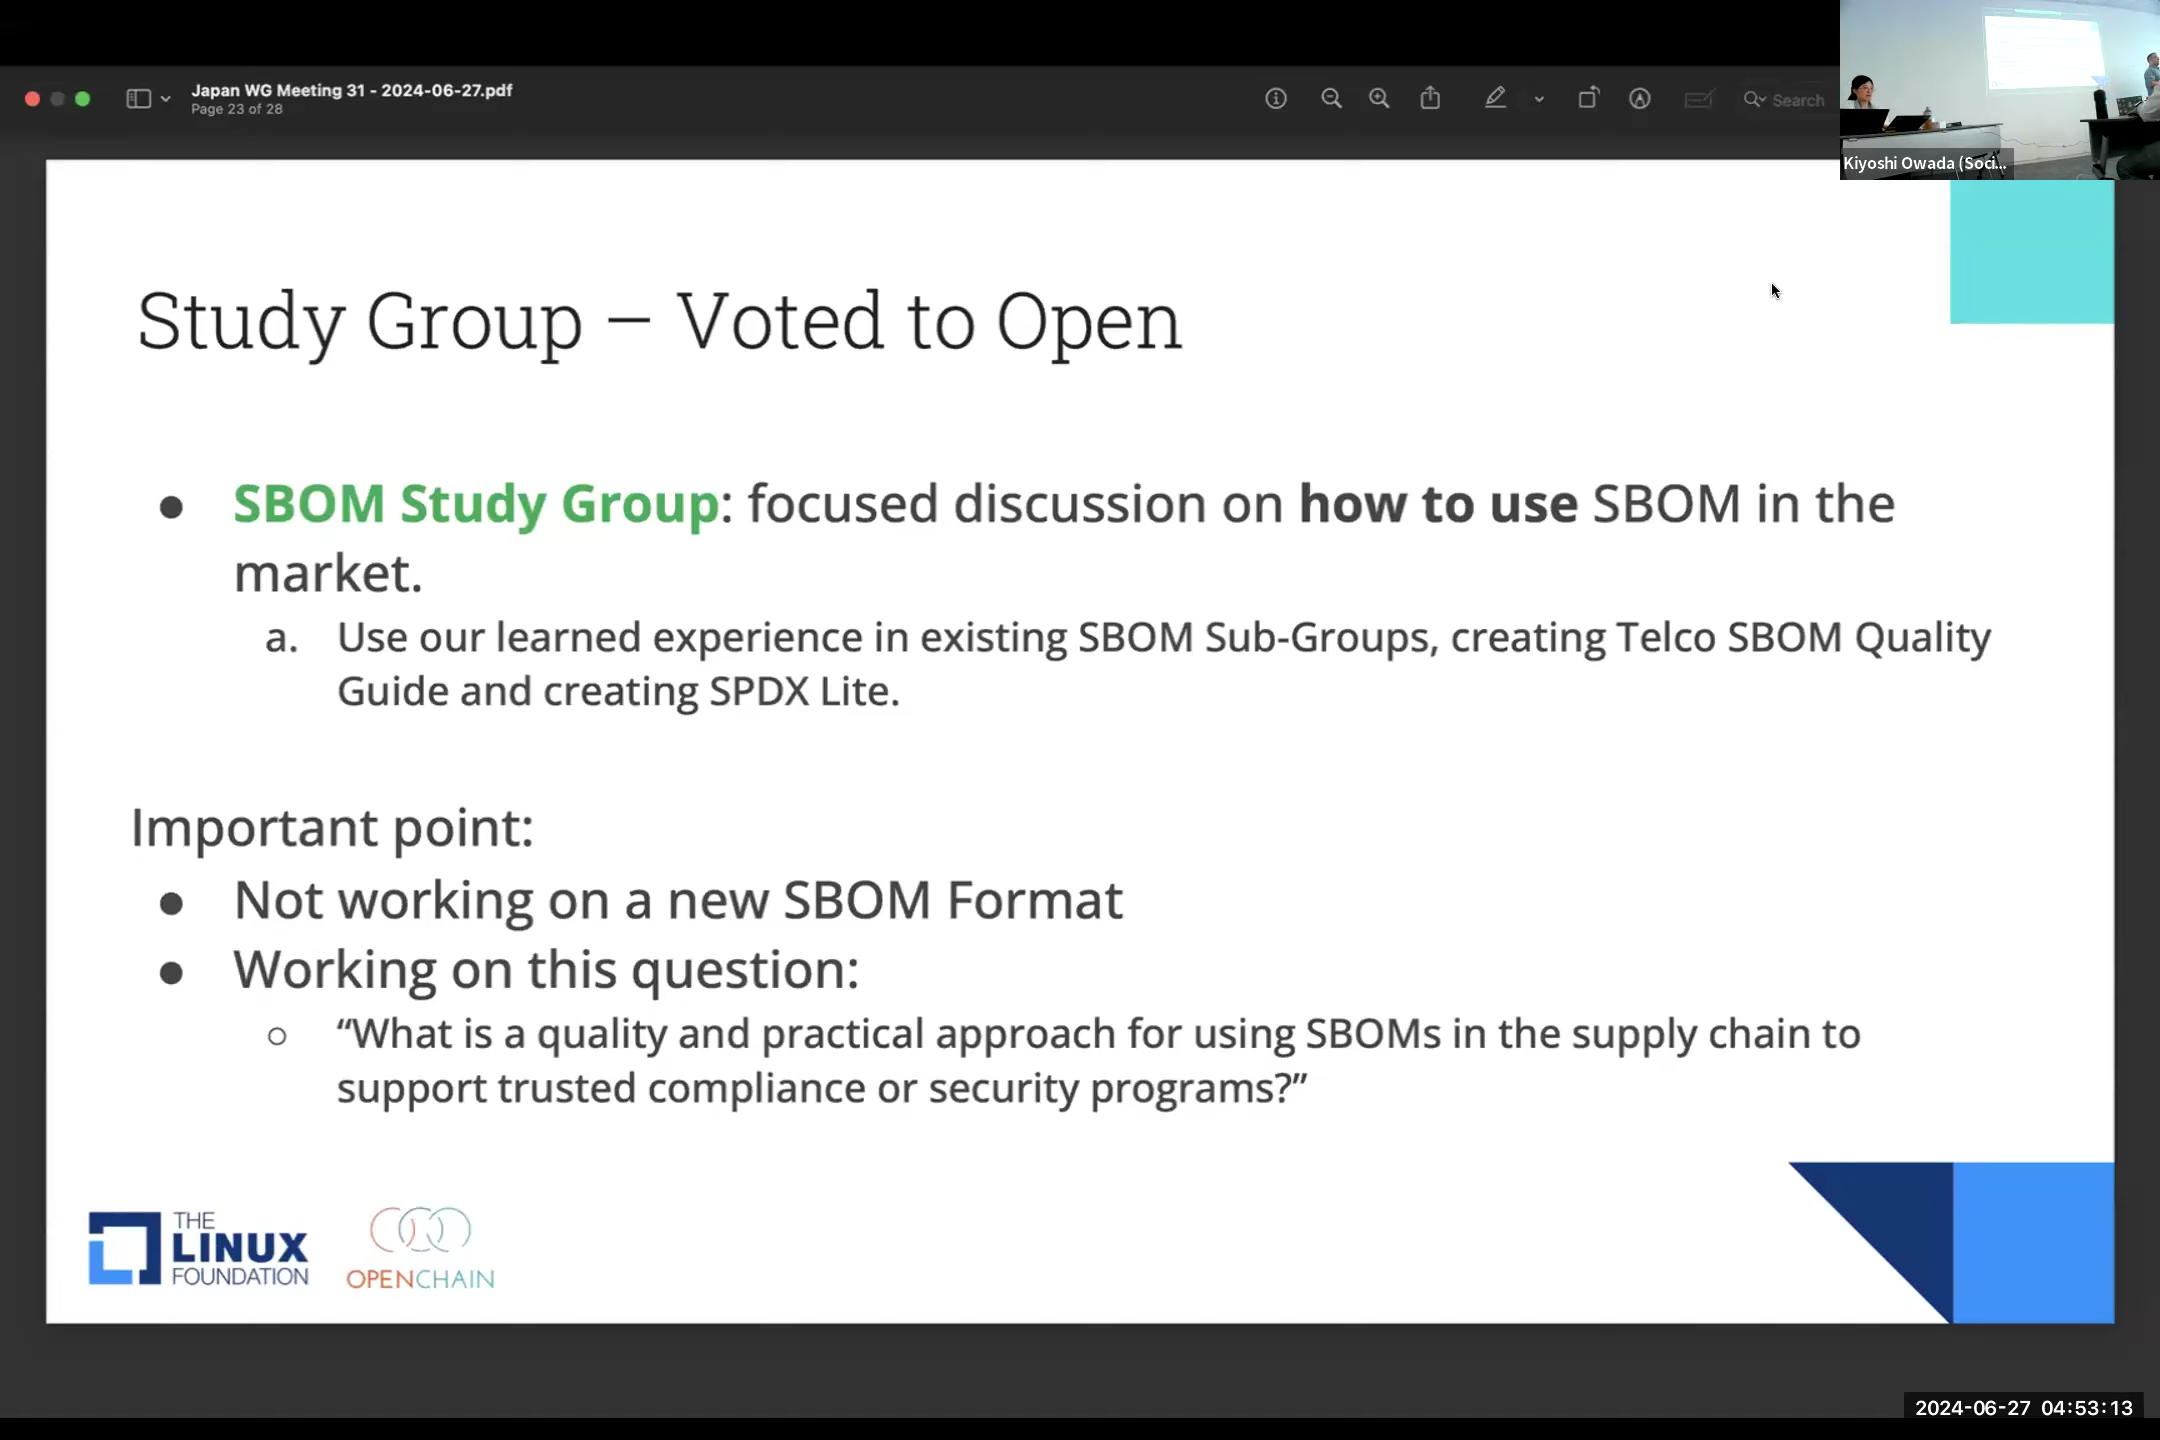 Japan WG Meeting 31 - 2024-06-27.pdf
Page 23 of 28
Search
Kiyoshi Owada (Soci...
Study Group – Voted to Open
● SBOM Study Group: focused discussion on how to use SBOM in the
market.
a. Use our learned experience in existing SBOM Sub-Groups, creating Telco SBOM Quality
Guide and creating SPDX Lite.
Important point:
● Not working on a new SBOM Format
● Working on this question:
○ “What is a quality and practical approach for using SBOMs in the supply chain to
support trusted compliance or security programs?”
THE
LINUX
FOUNDATION
OPENCHAIN
2024-06-27 04:53:13